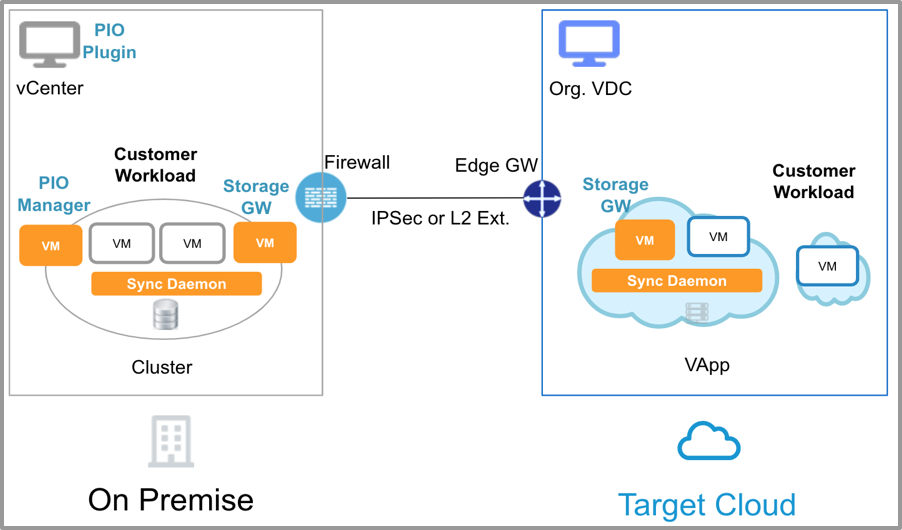 PIO
Plugin
vCenter
Customer
Workload
PIO
Manager
Storage
GW
VM
VM
VM
VM
Sync Daemon
Cluster
On Premise
Firewall
Edge GW
IPSec or L2 Ext.
Org. VDC
Storage
GW
Customer
Workload
VM
VM
VM
Sync Daemon
VApp
Target Cloud